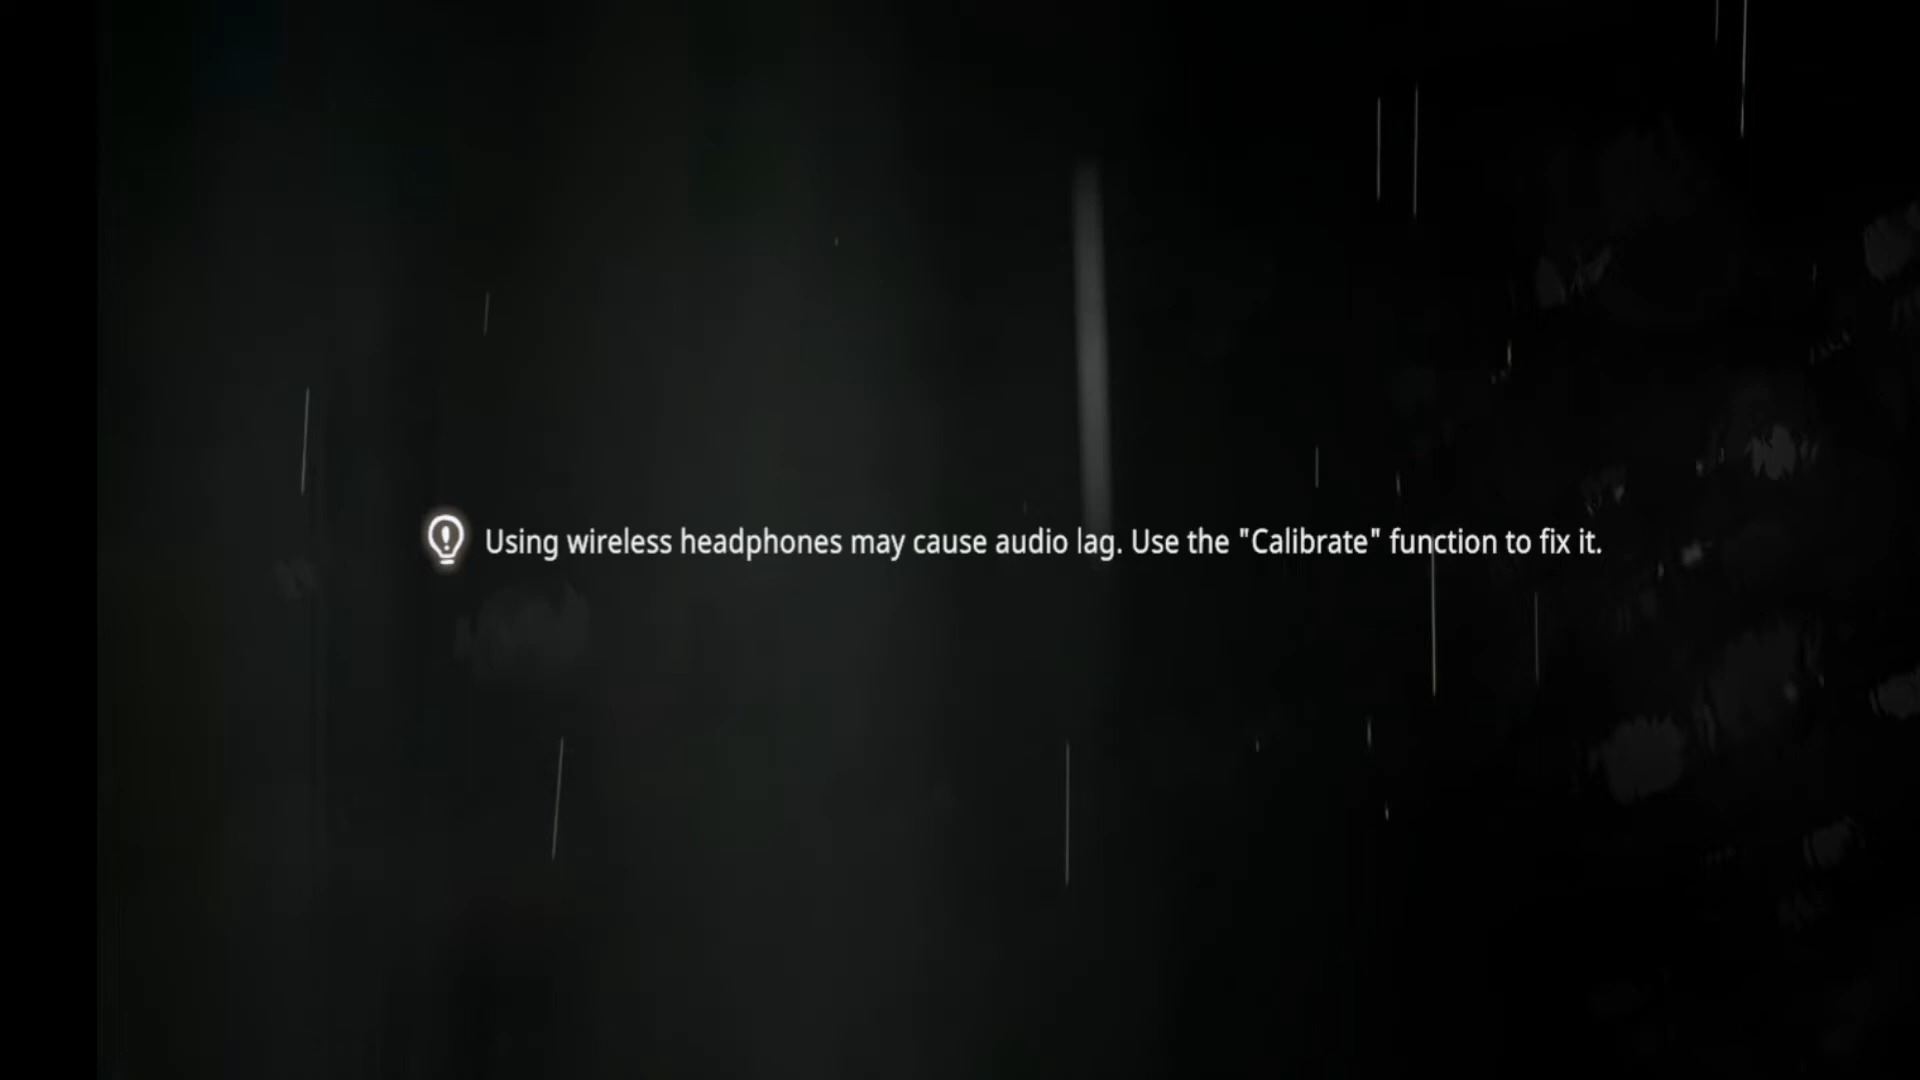 Using wireless headphones may cause audio lag. Use the "Calibrate" function to fix it.